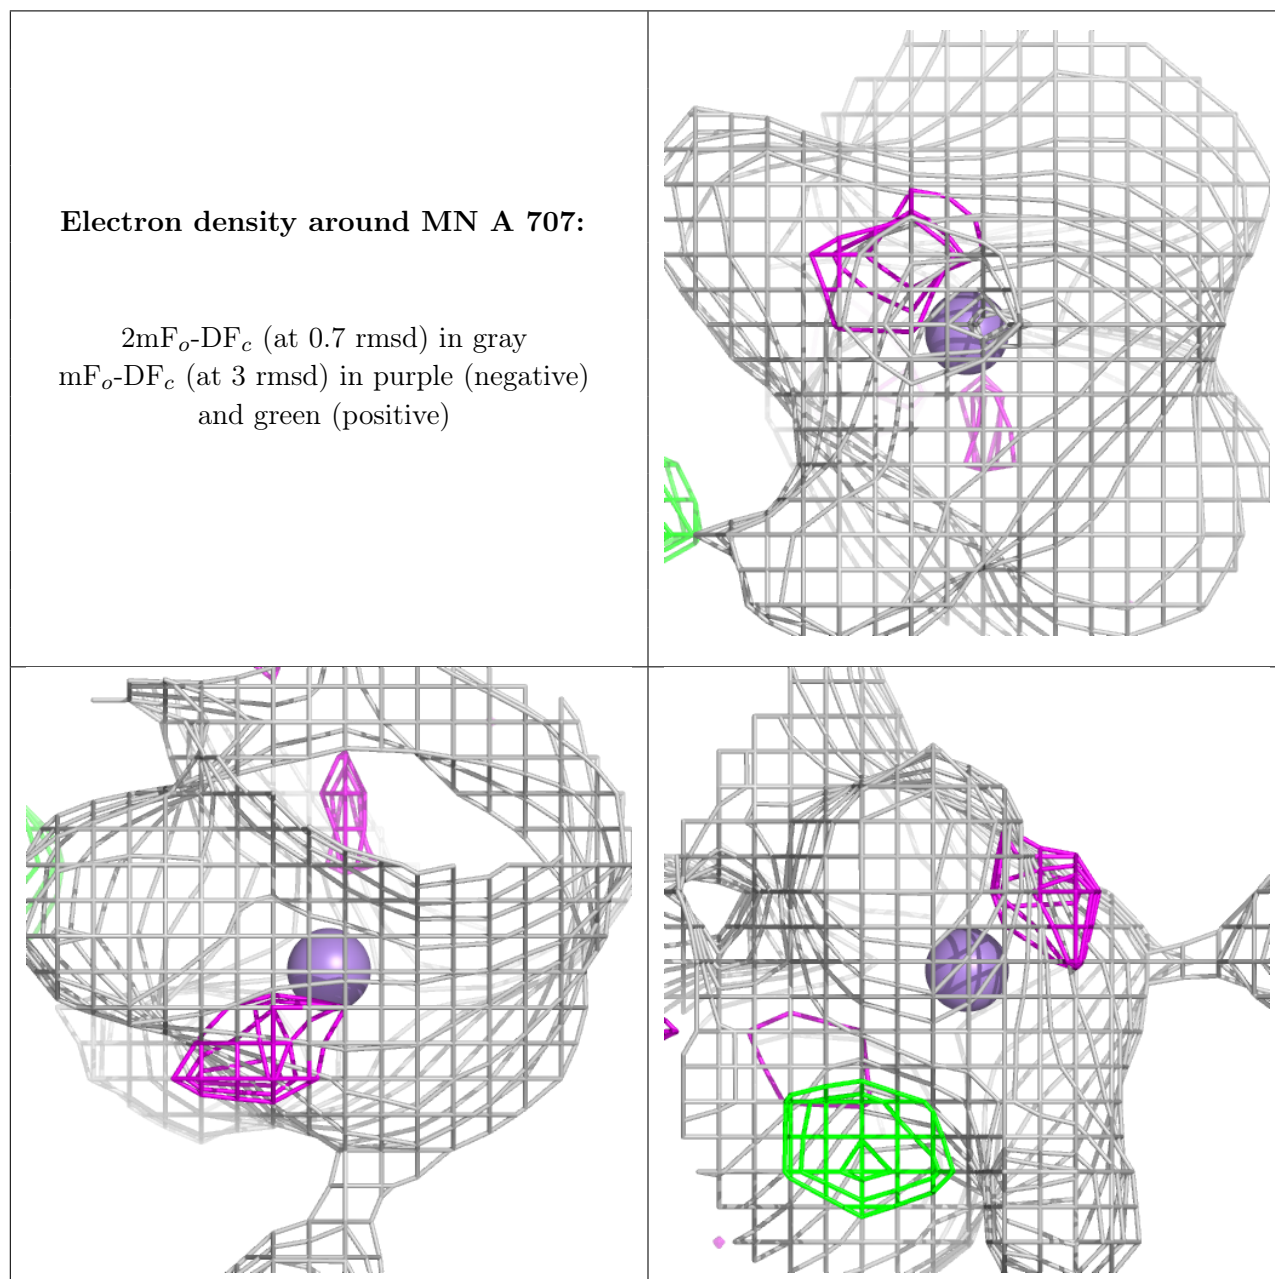 Electron density around MN A 707:
2mFo-DFc (at 0.7 rmsd) in gray
mFo-DFc (at 3 rmsd) in purple (negative)
and green (positive)